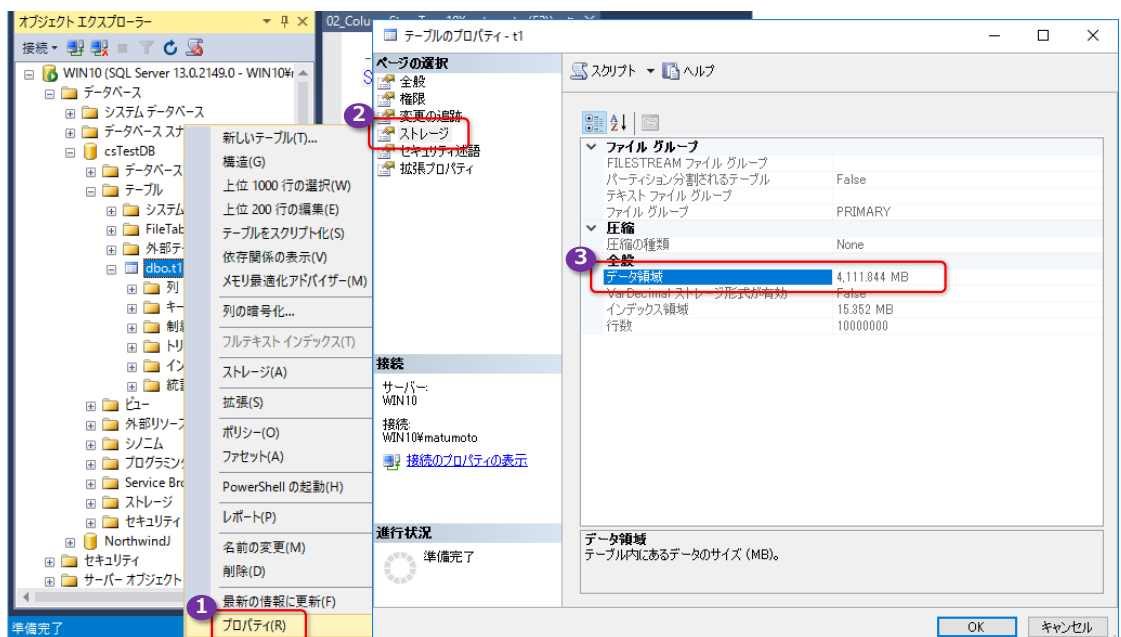 オブジェクト エクスプローラー
接続
WIN10 (SQL Server 13.0.2149.0 - WIN10¥
データベース
システム データベース
データベース スナ
csTestDB
データベース
テーブル
システム
FileTab
外部テ
dbo.t1
列
キー
制
トリ
イン
統
ビュー
外部リソース
シノニム
プログラミング
Service Bro
ストレージ
セキュリティ
NorthwindJ
セキュリティ
サーバー オブジェクト
準備完了
新しいテーブル(T)...
構造(G)
上位 1000 行の選択(W)
上位 200 行の編集(E)
テーブルをスクリプト化(S)
依存関係の表示(V)
メモリ最適化アドバイザー(M)
列の暗号化...
フルテキスト インデックス(T)
ストレージ(A)
拡張(S)
ポリシー(O)
ファセット(A)
PowerShell の起動(H)
レポート(P)
名前の変更(M)
削除(D)
最新の情報に更新(F)
1
プロパティ(R)
02_Colu
S
テーブルのプロパティ - t1
ページの選択
全般
権限
変更の追跡
2
ストレージ
セキュリティ述語
拡張プロパティ
接続
サーバー:
WIN10
接続:
WIN10¥matumoto
接続のプロパティの表示
進行状況
準備完了
スクリプト ヘルプ
ファイル グループ
FILESTREAM ファイル グループ
パーティション分割されるテーブル False
テキスト ファイル グループ
ファイル グループ PRIMARY
圧縮
圧縮の種類 None
3
全般
データ領域 4,111.844 MB
VarDecimal ストレージ形式が有効 False
インデックス領域 15.352 MB
行数 10000000
データ領域
テーブル内にあるデータのサイズ (MB)。
OK キャンセル